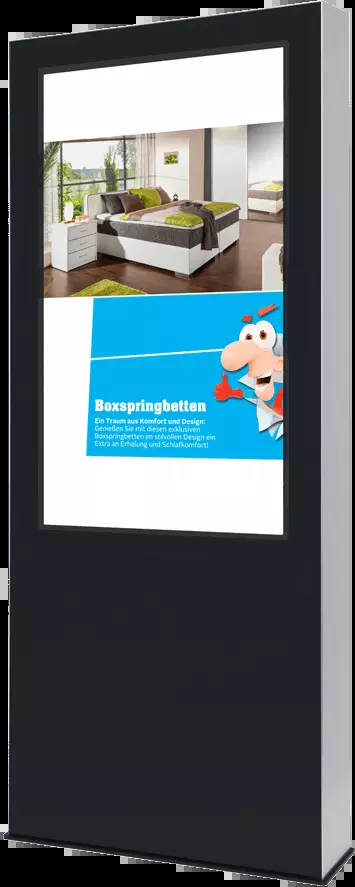 Boxspringbetten
Ein Traum aus Komfort und Design:
Genießen Sie mit diesen exklusiven
Boxspringbetten im stilvollen Design ein
Extra an Erholung und Schlafkomfort!